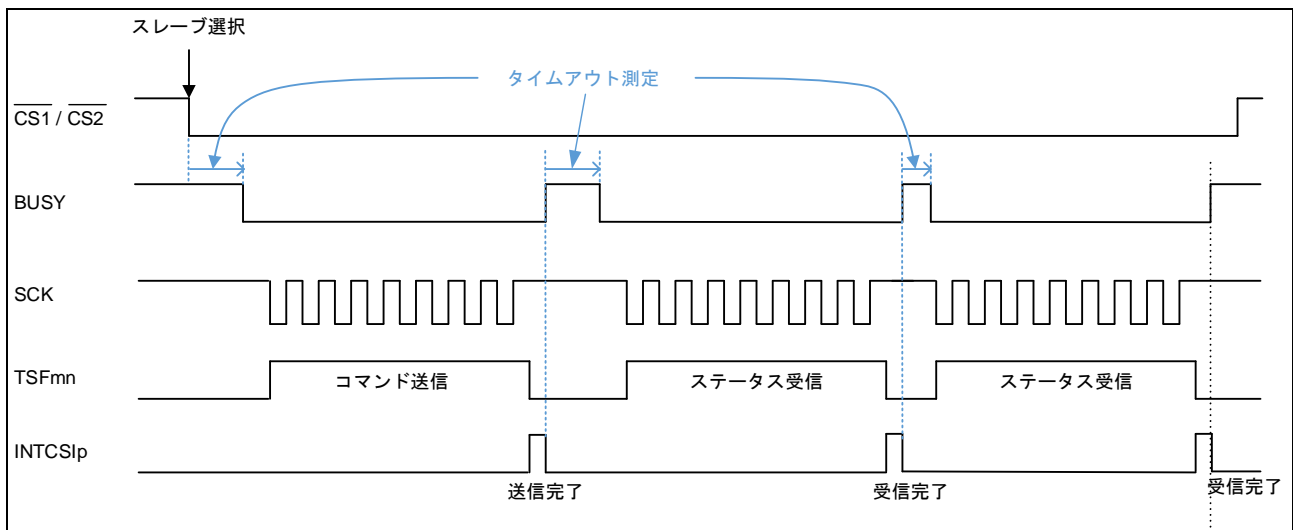 スレーブ選択
タイムアウト測定
CS1 / CS2
BUSY
SCK
TSFmn
コマンド送信
ステータス受信
ステータス受信
INTCSIp
送信完了
受信完了
受信完了